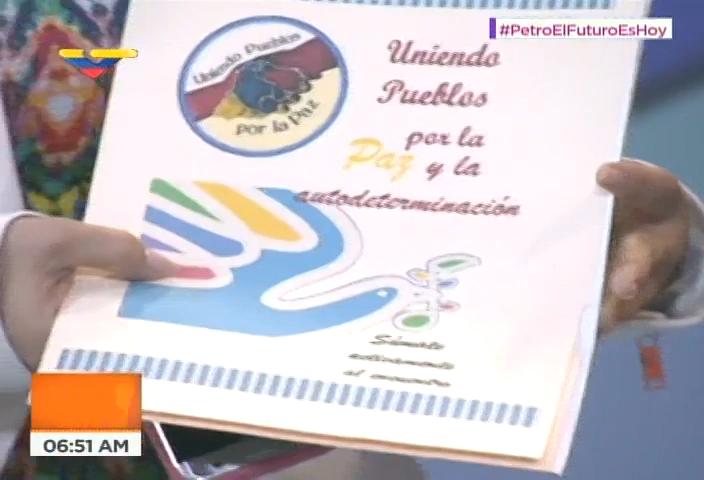 #PetroElFuturoEsHoy
Uniendo Pueblos
por la Paz
Uniendo
Pueblos
por la
Paz y la
autodeterminación
Súmate
activamente
al encuentro
06:51 AM